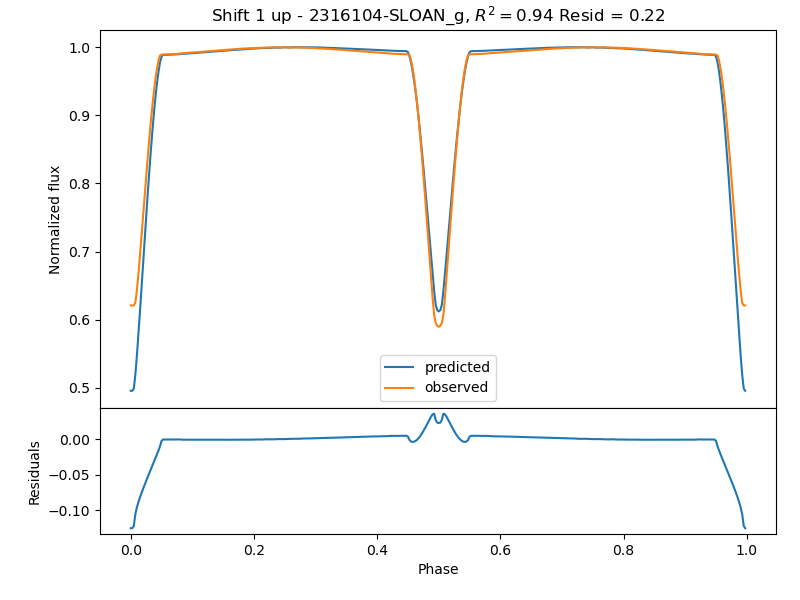 Shift 1 up - 2316104-SLOAN_g, R² = 0.94 Resid = 0.22
1.0
0.9
0.8
0.7
0.6
0.5
Normalized flux
predicted
observed
0.00
−0.05
−0.10
Residuals
0.0 0.2 0.4 0.6 0.8 1.0
Phase